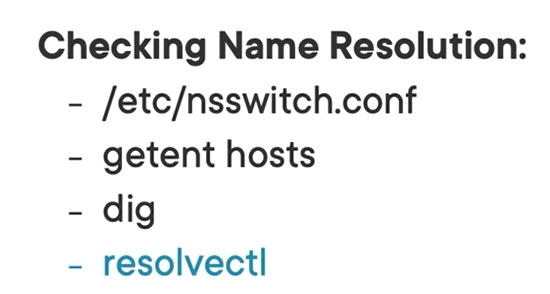 Checking Name Resolution:
- /etc/nsswitch.conf
- getent hosts
- dig
- resolvectl